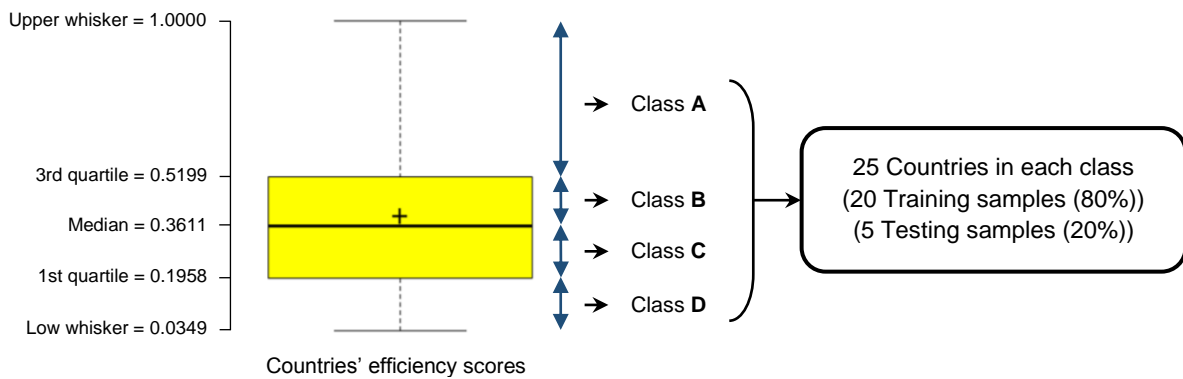 Upper whisker = 1.0000
3rd quartile = 0.5199
Median = 0.3611
1st quartile = 0.1958
Low whisker = 0.0349
Countries’ efficiency scores
Class A
Class B
Class C
Class D
25 Countries in each class
(20 Training samples (80%))
(5 Testing samples (20%))